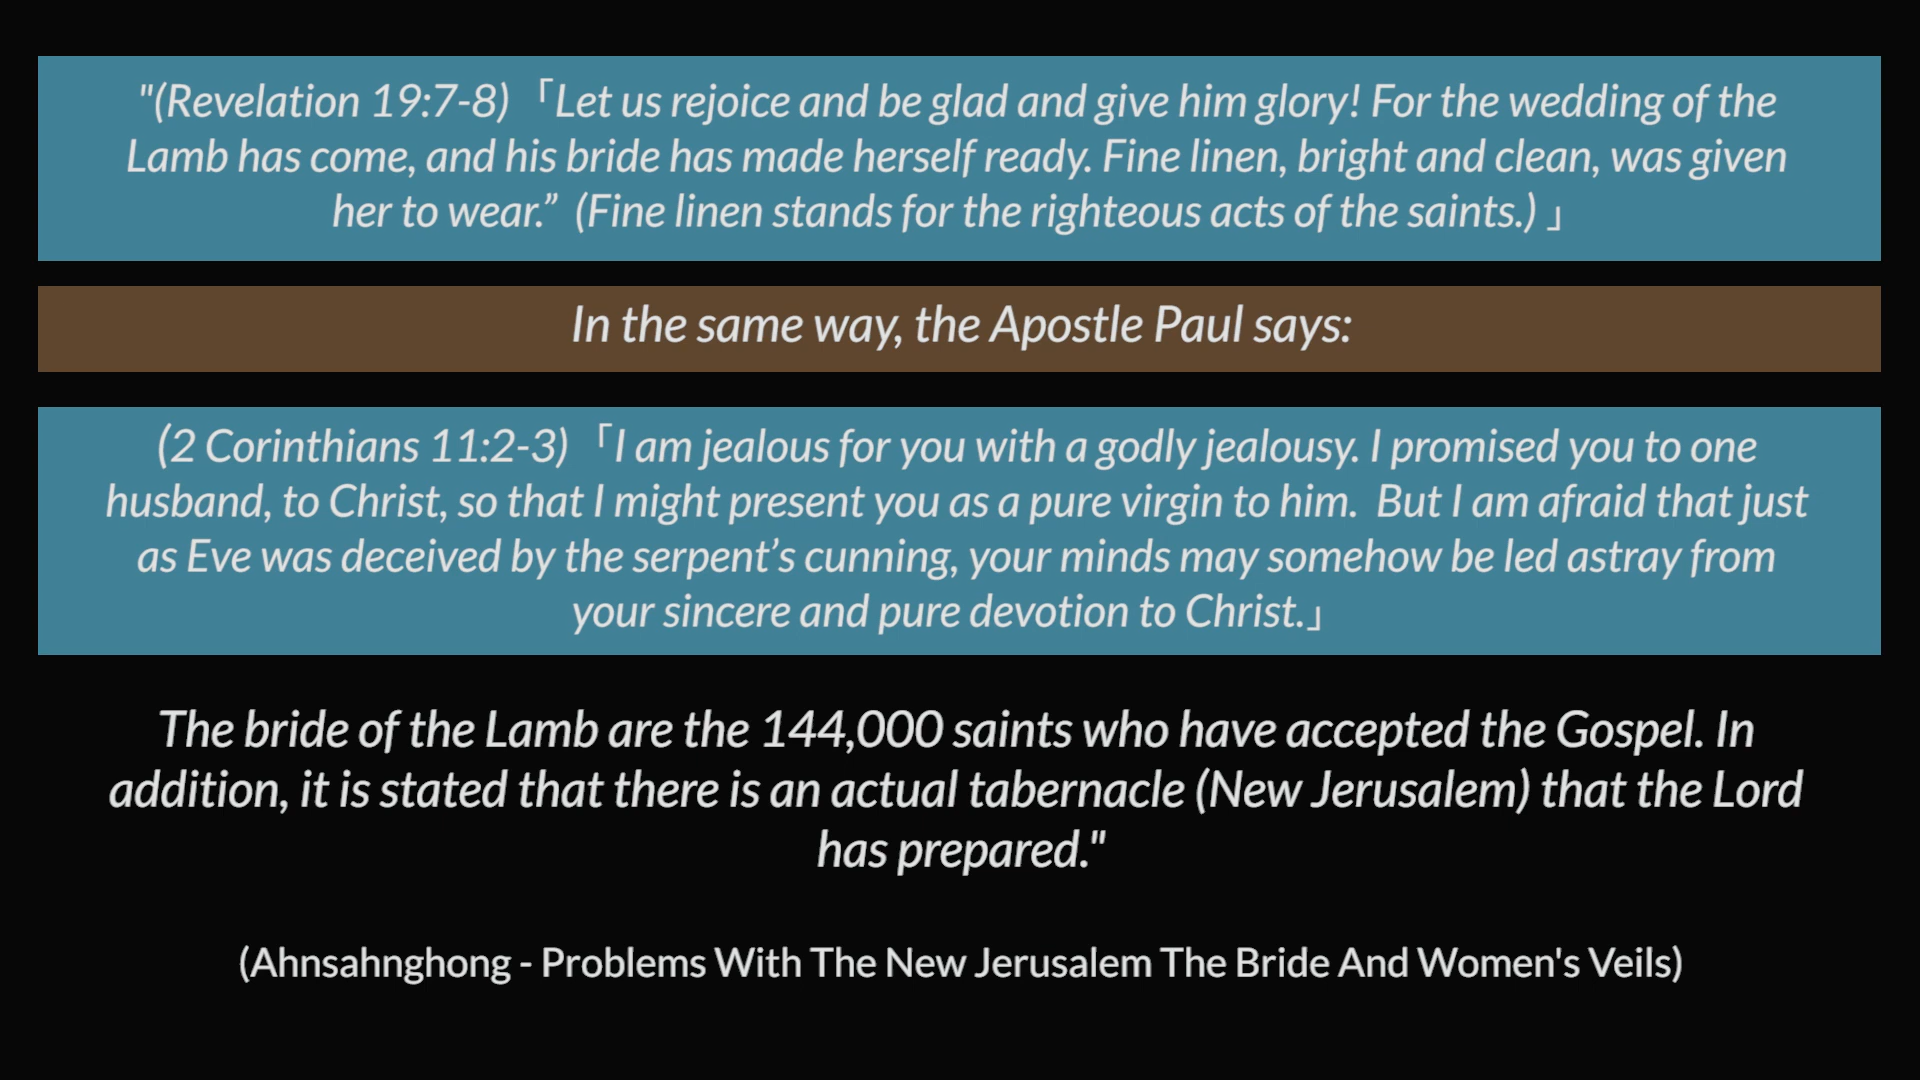 "(Revelation 19:7-8) 「Let us rejoice and be glad and give him glory! For the wedding of the
Lamb has come, and his bride has made herself ready. Fine linen, bright and clean, was given
her to wear.” (Fine linen stands for the righteous acts of the saints.)」
In the same way, the Apostle Paul says:
(2 Corinthians 11:2-3) 「I am jealous for you with a godly jealousy. I promised you to one
husband, to Christ, so that I might present you as a pure virgin to him. But I am afraid that just
as Eve was deceived by the serpent’s cunning, your minds may somehow be led astray from
your sincere and pure devotion to Christ.」
The bride of the Lamb are the 144,000 saints who have accepted the Gospel. In
addition, it is stated that there is an actual tabernacle (New Jerusalem) that the Lord
has prepared."
(Ahnsahnghong - Problems With The New Jerusalem The Bride And Women's Veils)